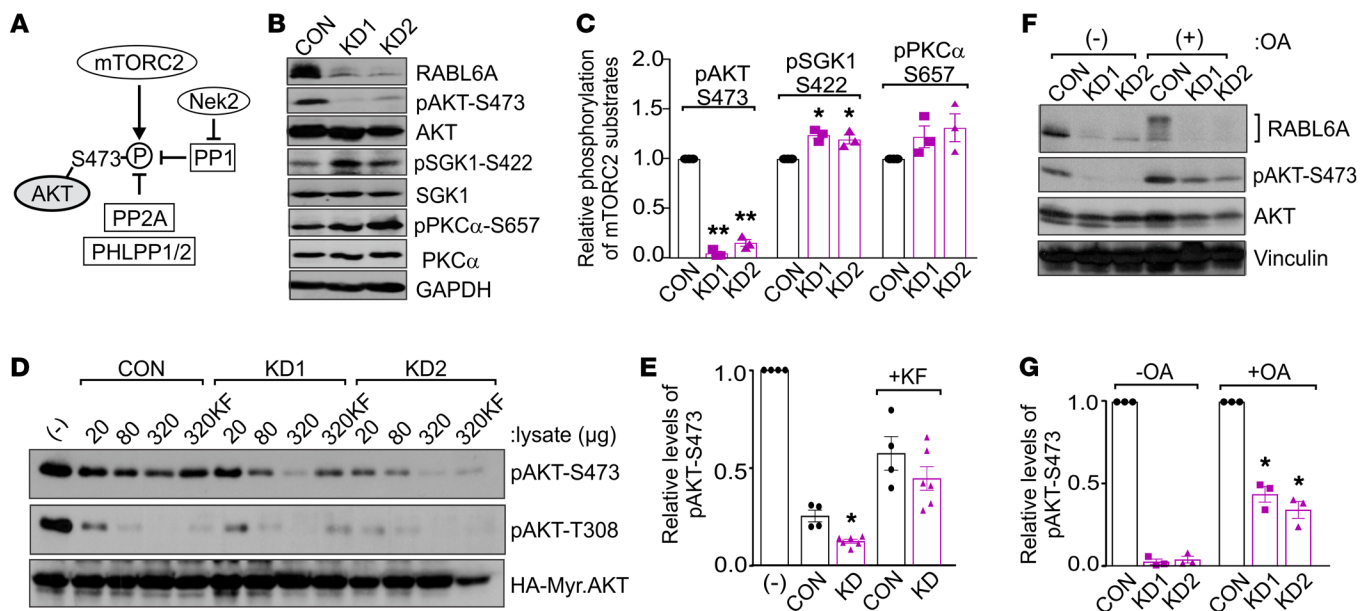 A
mTORC2
Nek2
S473
P
PP1
AKT
PP2A
PHLPP1/2
B
CON KD1 KD2
RABL6A
pAKT-S473
AKT
pSGK1-S422
SGK1
pPKCα-S657
PKCα
GAPDH
C
Relative phosphorylation
of mTORC2 substrates
2.0
1.5
1.0
0.5
0.0
pAKT
S473
pSGK1
S422
pPKCα
S657
** **
* *
CON KD1 KD2 CON KD1 KD2 CON KD1 KD2
F
(-) (+) :OA
CON KD1 KD2 CON KD1 KD2
RABL6A
pAKT-S473
AKT
Vinculin
D
CON KD1 KD2
(-) 20 80 320 320KF 20 80 320 320KF 20 80 320 320KF :lysate (µg)
pAKT-S473
pAKT-T308
HA-Myr.AKT
E
Relative levels of
pAKT-S473
1.0
0.5
0.0
+KF
*
(-) CON KD CON KD
G
Relative levels of
pAKT-S473
1.0
0.5
0.0
-OA +OA
* *
CON KD1 KD2 CON KD1 KD2